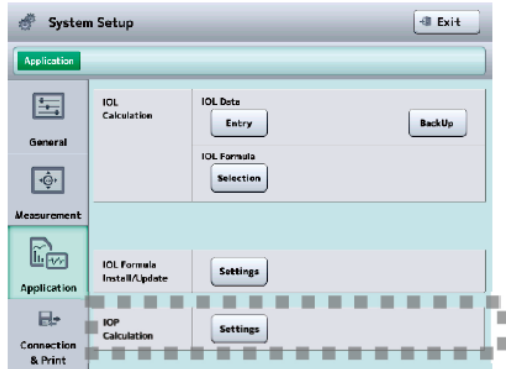 System Setup
Exit
Application
General
Measurement
Application
Connection
& Print
IOL
Calculation
IOL Data
Entry
BackUp
IOL Formula
Selection
IOL Formula
Install/Update
Settings
IOP
Calculation
Settings